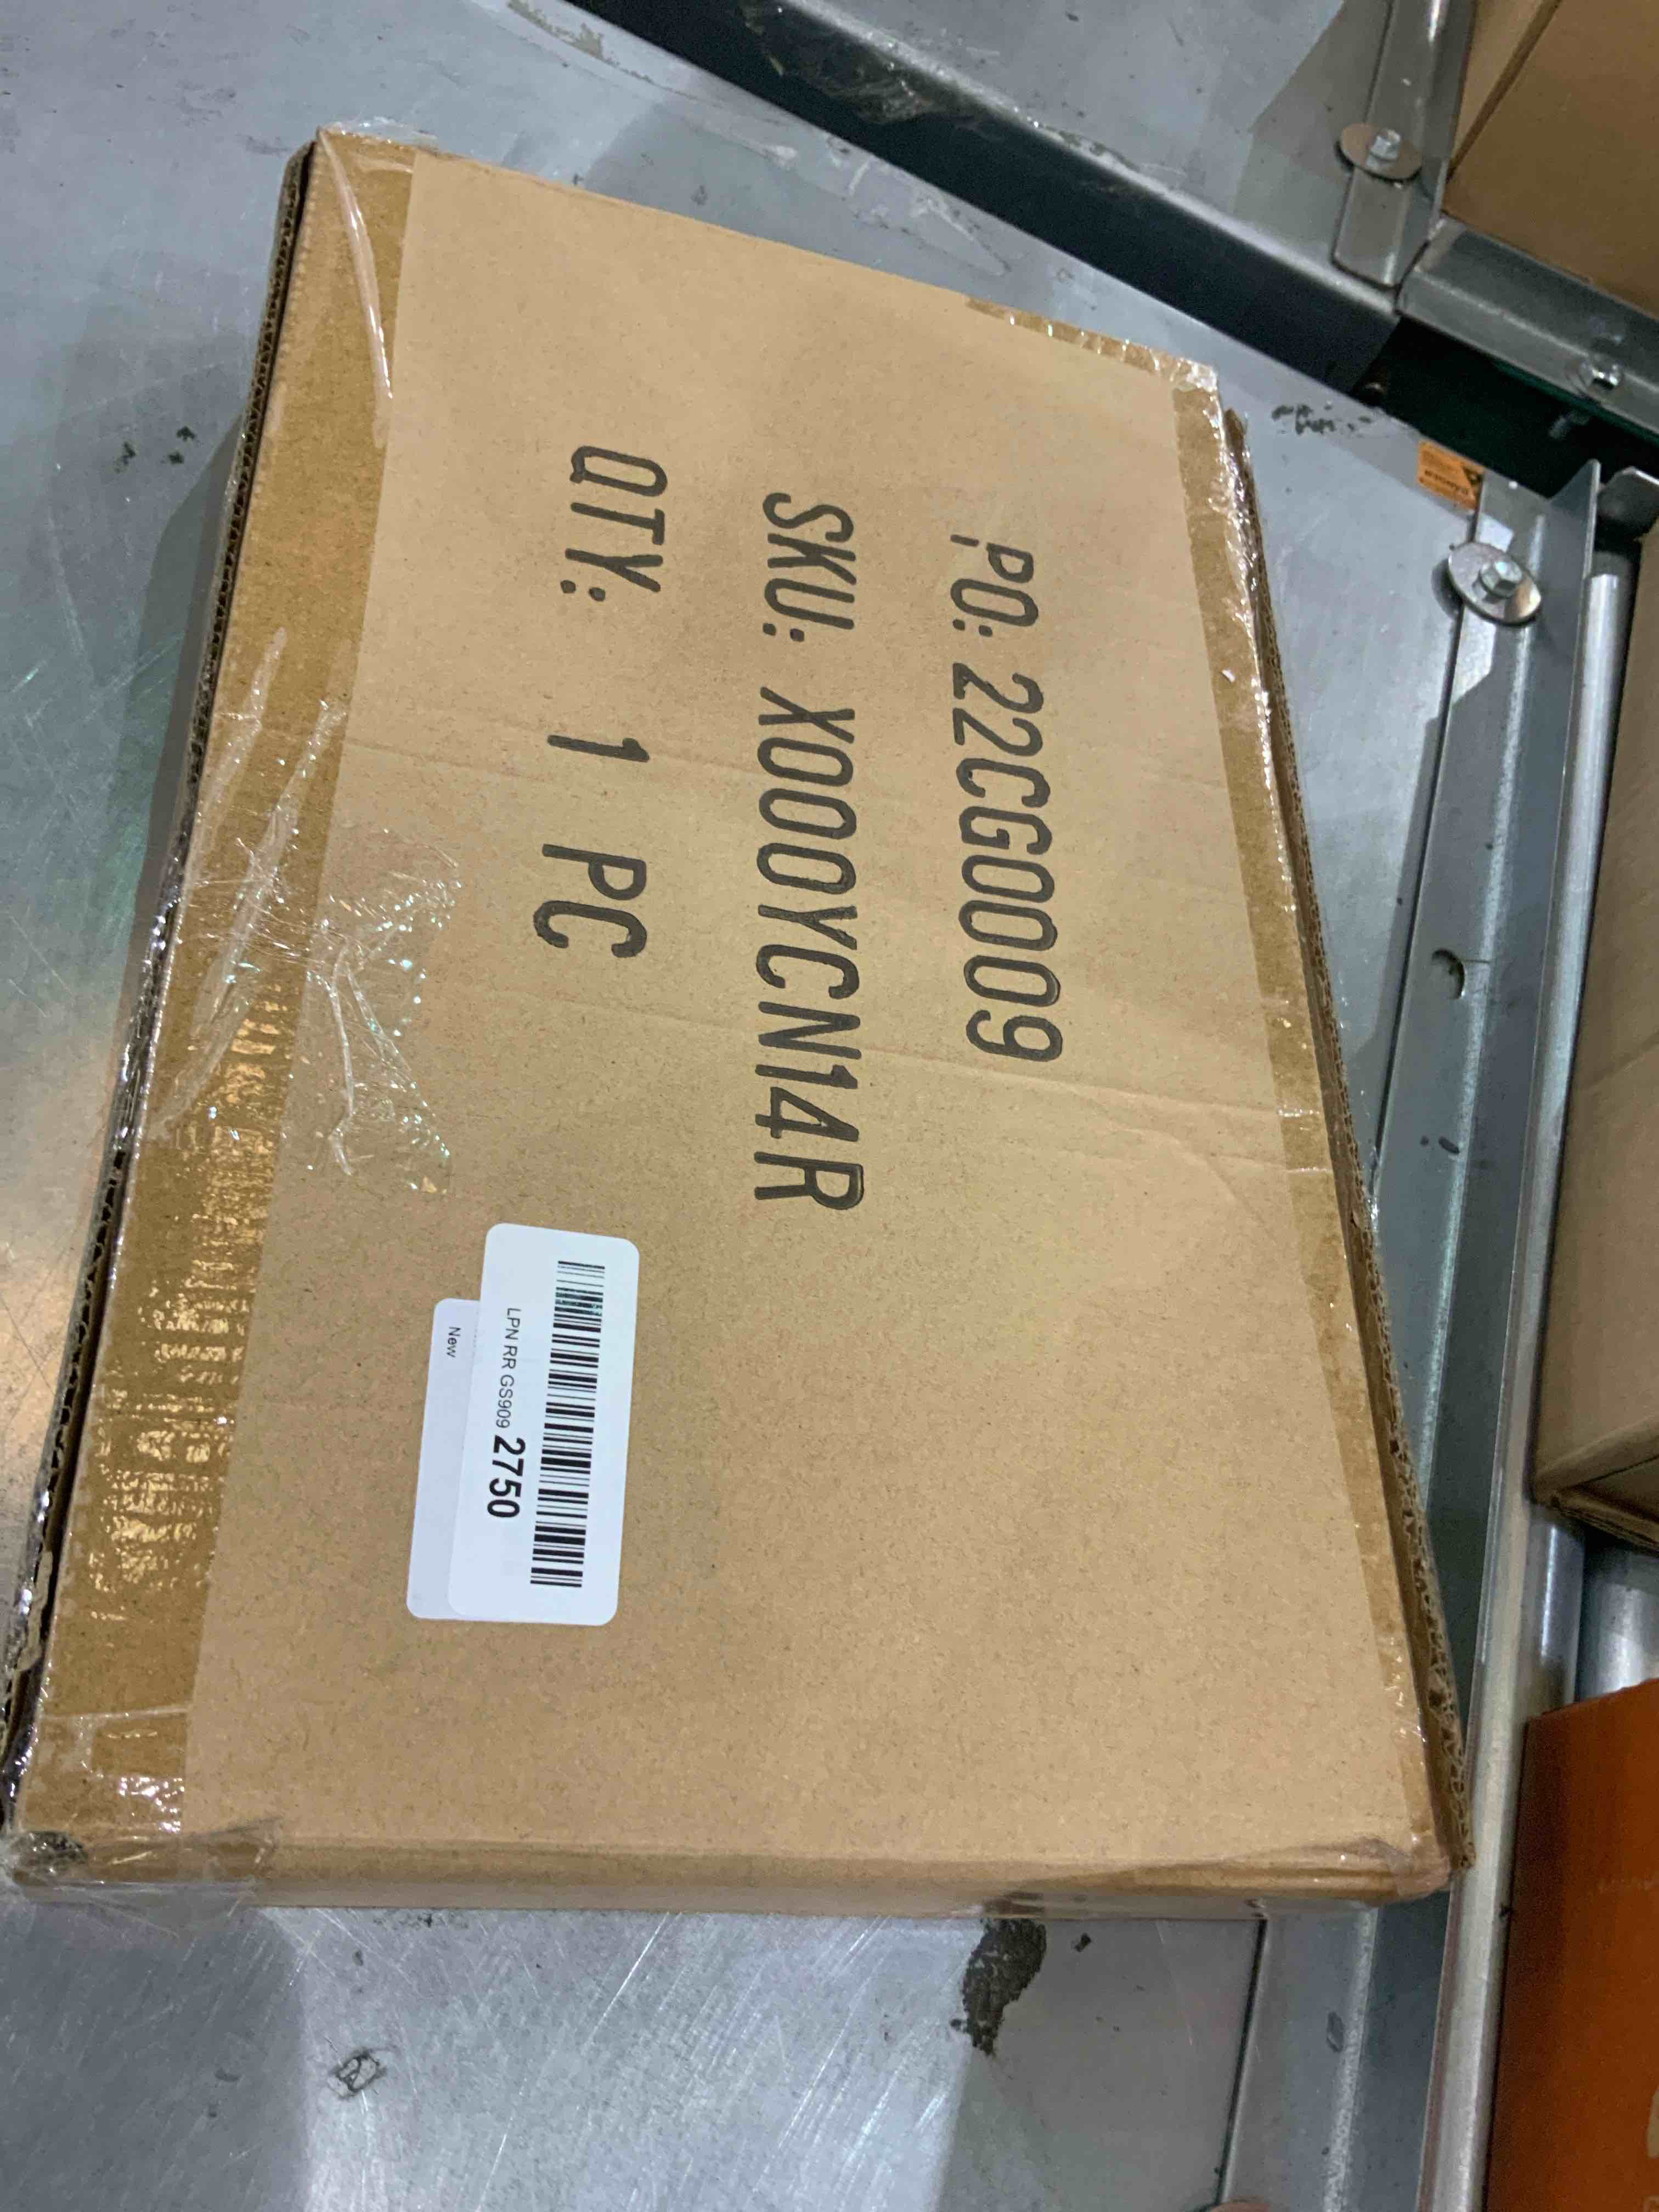 PO: 22CG0009
SKU: X000YCN14R
QTY: 1 PC
LPN RR GS909 2750
New